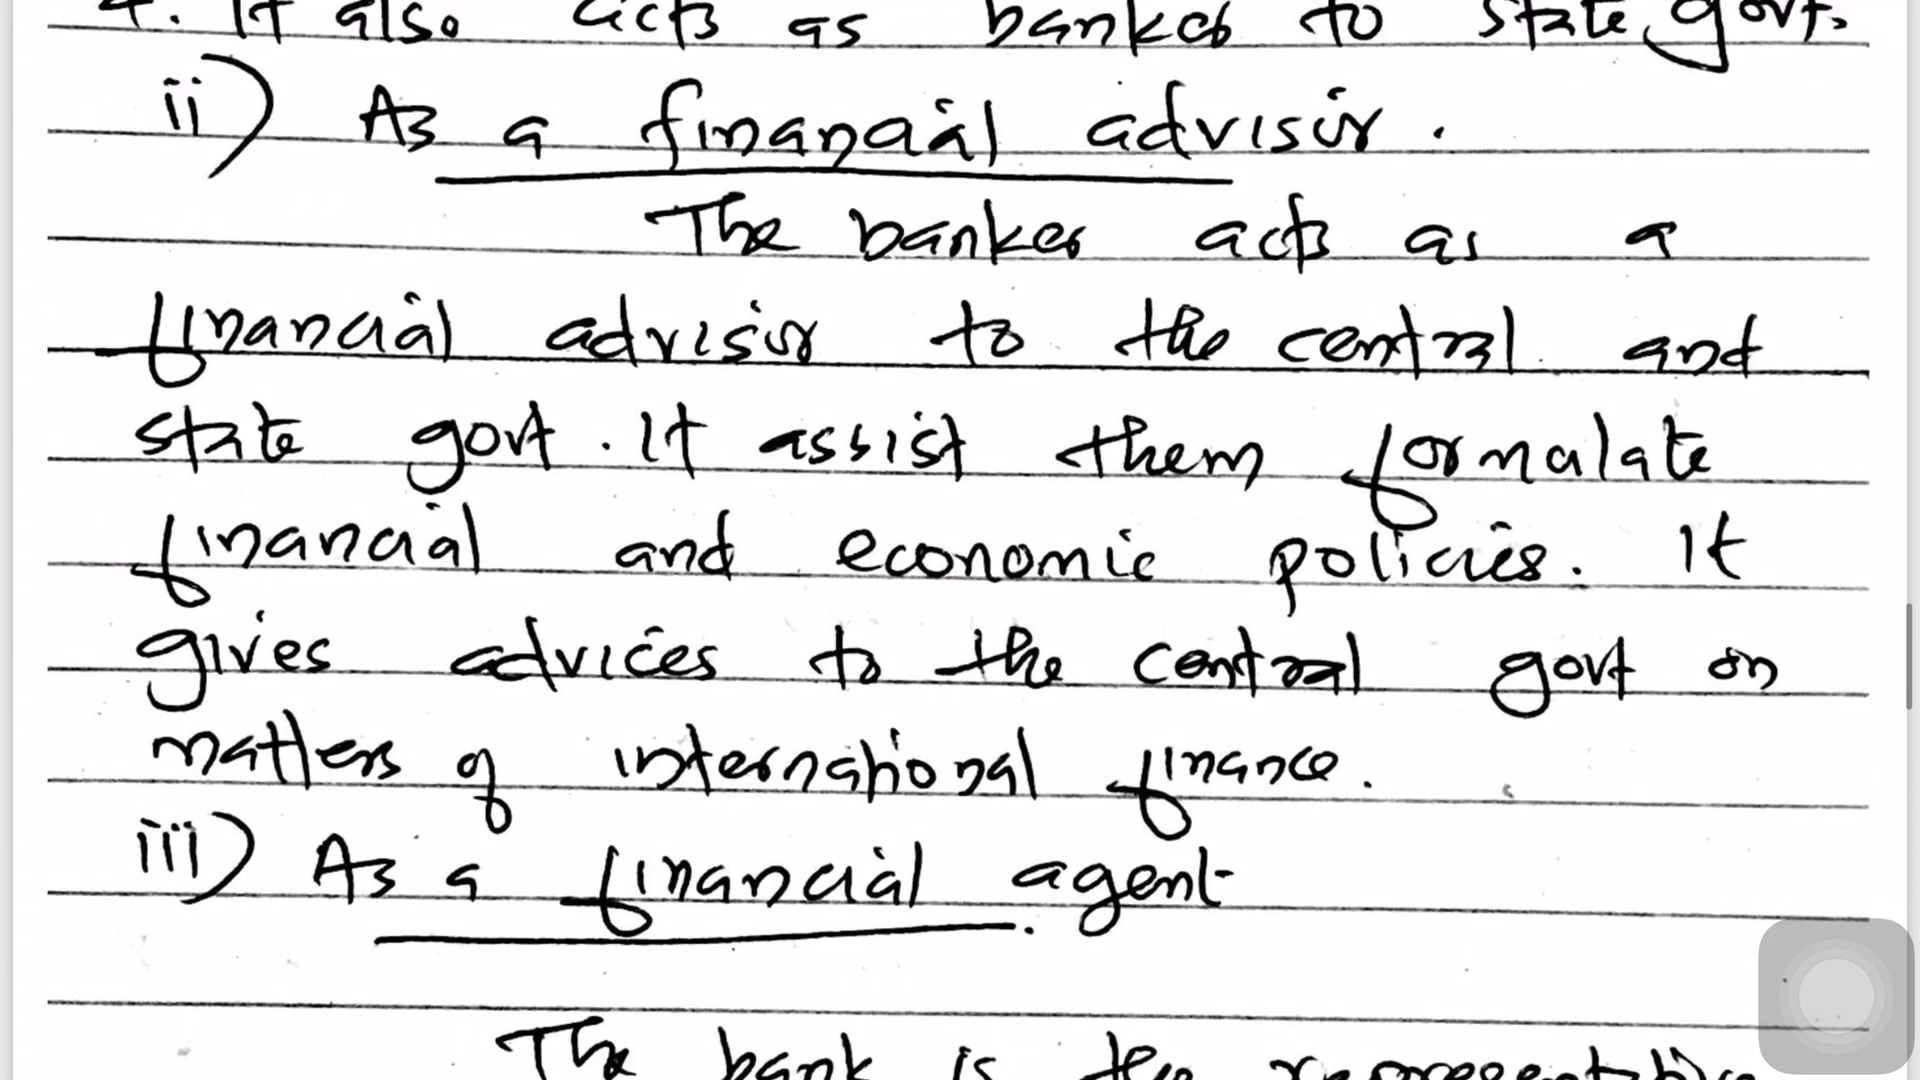 4. It also acts as banker to state govt.
ii) As a financial advisor.
The banker acts as a
financial advisor to the central and
state govt. It assist them formalate
financial and economic policies. It
gives advices to the central govt on
matters of international finance.
iii) As a financial agent
The bank is the representative